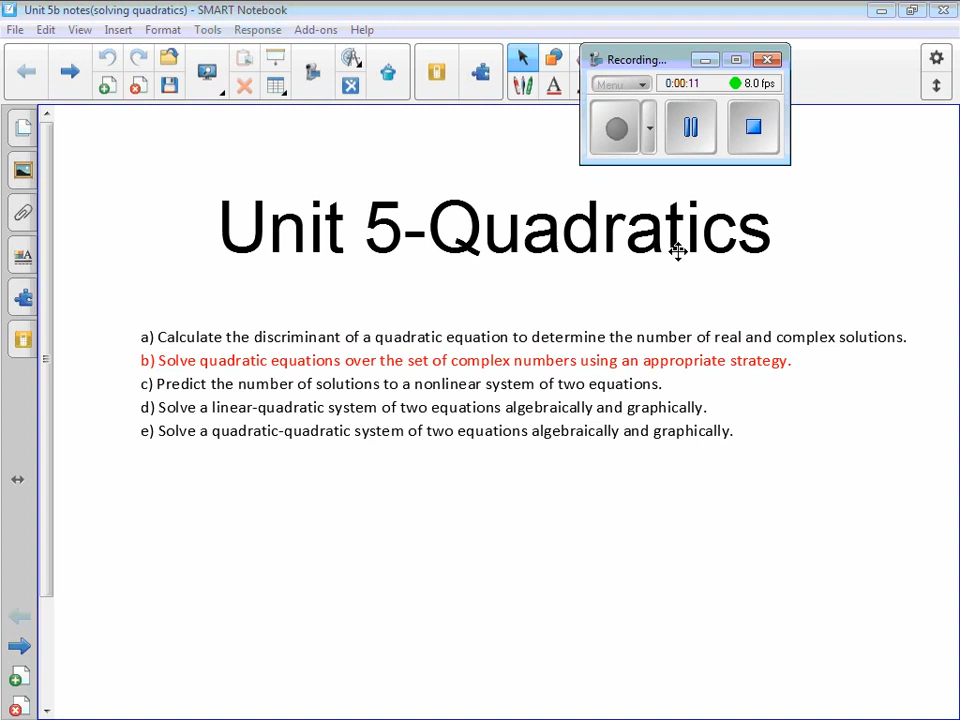 Unit 5b notes(solving quadratics) - SMART Notebook
File Edit View Insert Format Tools Response Add-ons Help
Recording...
Menu 0:00:11 8.0 fps
Unit 5-Quadratics
a) Calculate the discriminant of a quadratic equation to determine the number of real and complex solutions.
b) Solve quadratic equations over the set of complex numbers using an appropriate strategy.
c) Predict the number of solutions to a nonlinear system of two equations.
d) Solve a linear-quadratic system of two equations algebraically and graphically.
e) Solve a quadratic-quadratic system of two equations algebraically and graphically.